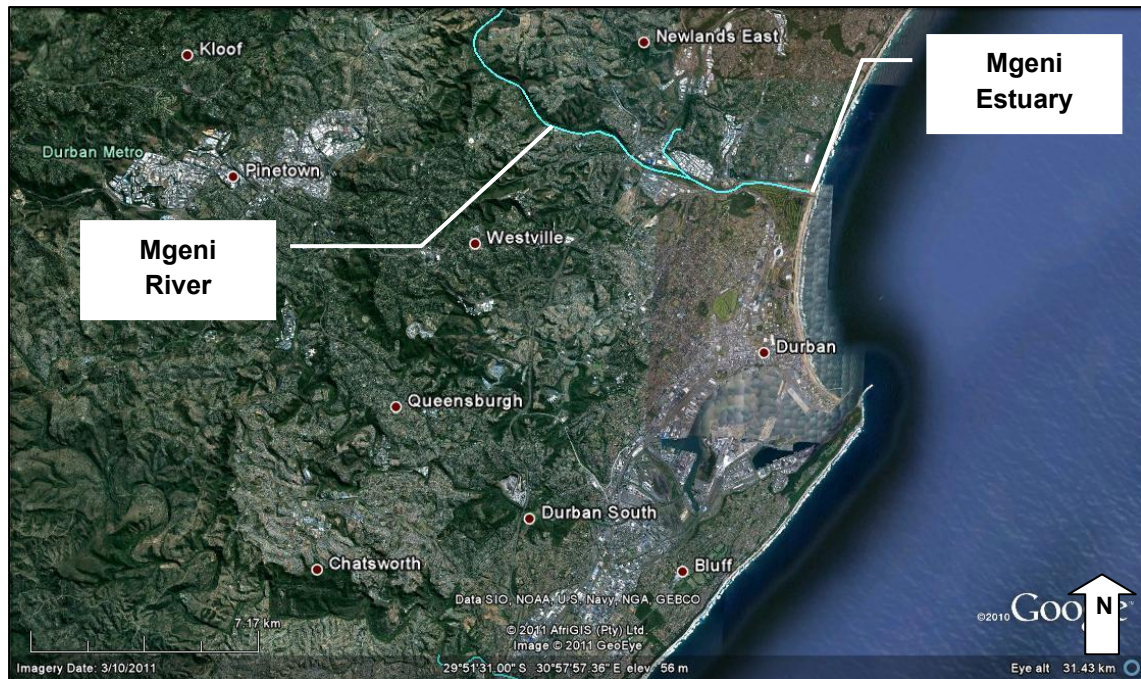 Kloof
Newlands East
Mgeni
Estuary
Durban Metro
Pinetown
Mgeni
River
Westville
Durban
Queensburgh
Durban South
Chatsworth
Bluff
Data SIO, NOAA, U.S. Navy, NGA, GEBCO
©2010 Google™
N
7.17 km
© 2011 AfriGIS (Pty) Ltd.
Image © 2011 GeoEye
Imagery Date: 3/10/2011
29°51'31.00" S 30°57'57.36" E elev 56 m
Eye alt 31.43 km